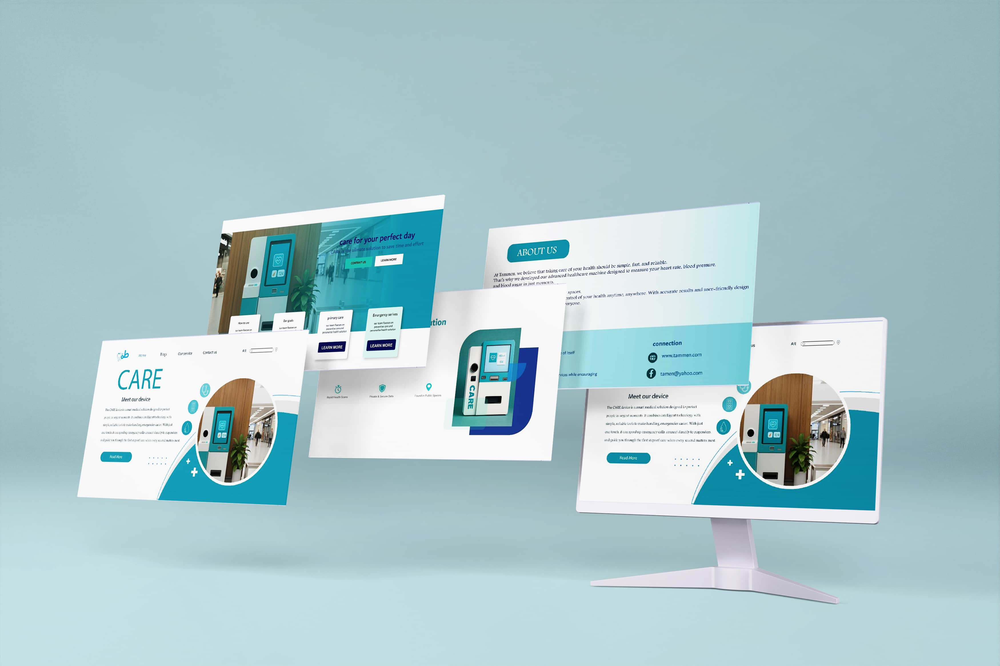 care for your perfect day
CARE is the ulimate solution to save time and effort
CONTANT US
LEARN MORE
124
How to use
our team foacses on
Our goals
our team foacses on
primary care
our team foacses on
preventive care and
personalize health solution
LEARN MORE
Emergency serives
our team foacses on
preventive care and
personalize health solution
LEARN MORE
ABOUT US
At Tammen, we believe that taking care of your health should be simple, fast, and reliable.
That's why we developed our advanced healthcare machine designed to measure your heart rate, blood pressure,
and blood sugar in just moments.
spaces,
ontrol of your health anytime, anywhere. With accurate results and user-friendly design
veryone.
of itself
rvices while encouraging
connection
www.tammen.com
tamen@yahoo.com
ution
Rapid Health Scans
Private & Secure Data
Found in Public Spaces
124
CARE
Home
Blogs
Our service
Contact us
AR
CARE
Meet our device
The CARE device is a smart medical solution designed to protect
people in urgent moments. it combines intelligent technology with
simple, reliable tools to make handling emergencies easier. With just
one touch, it can speed up emergency calls, connect directly to responders,
and guide you through the first steps of care when every second matters most.
Read More
124
us
AR
Meet our device
The CARE device is a smart medical solution designed to protect
people in urgent moments. it combines intelligent technology with
simple, reliable tools to make handling emergencies easier. With just
one touch, it can speed up emergency calls, connect directly to responders,
and guide you through the first steps of care when every second matters most.
Read More
124